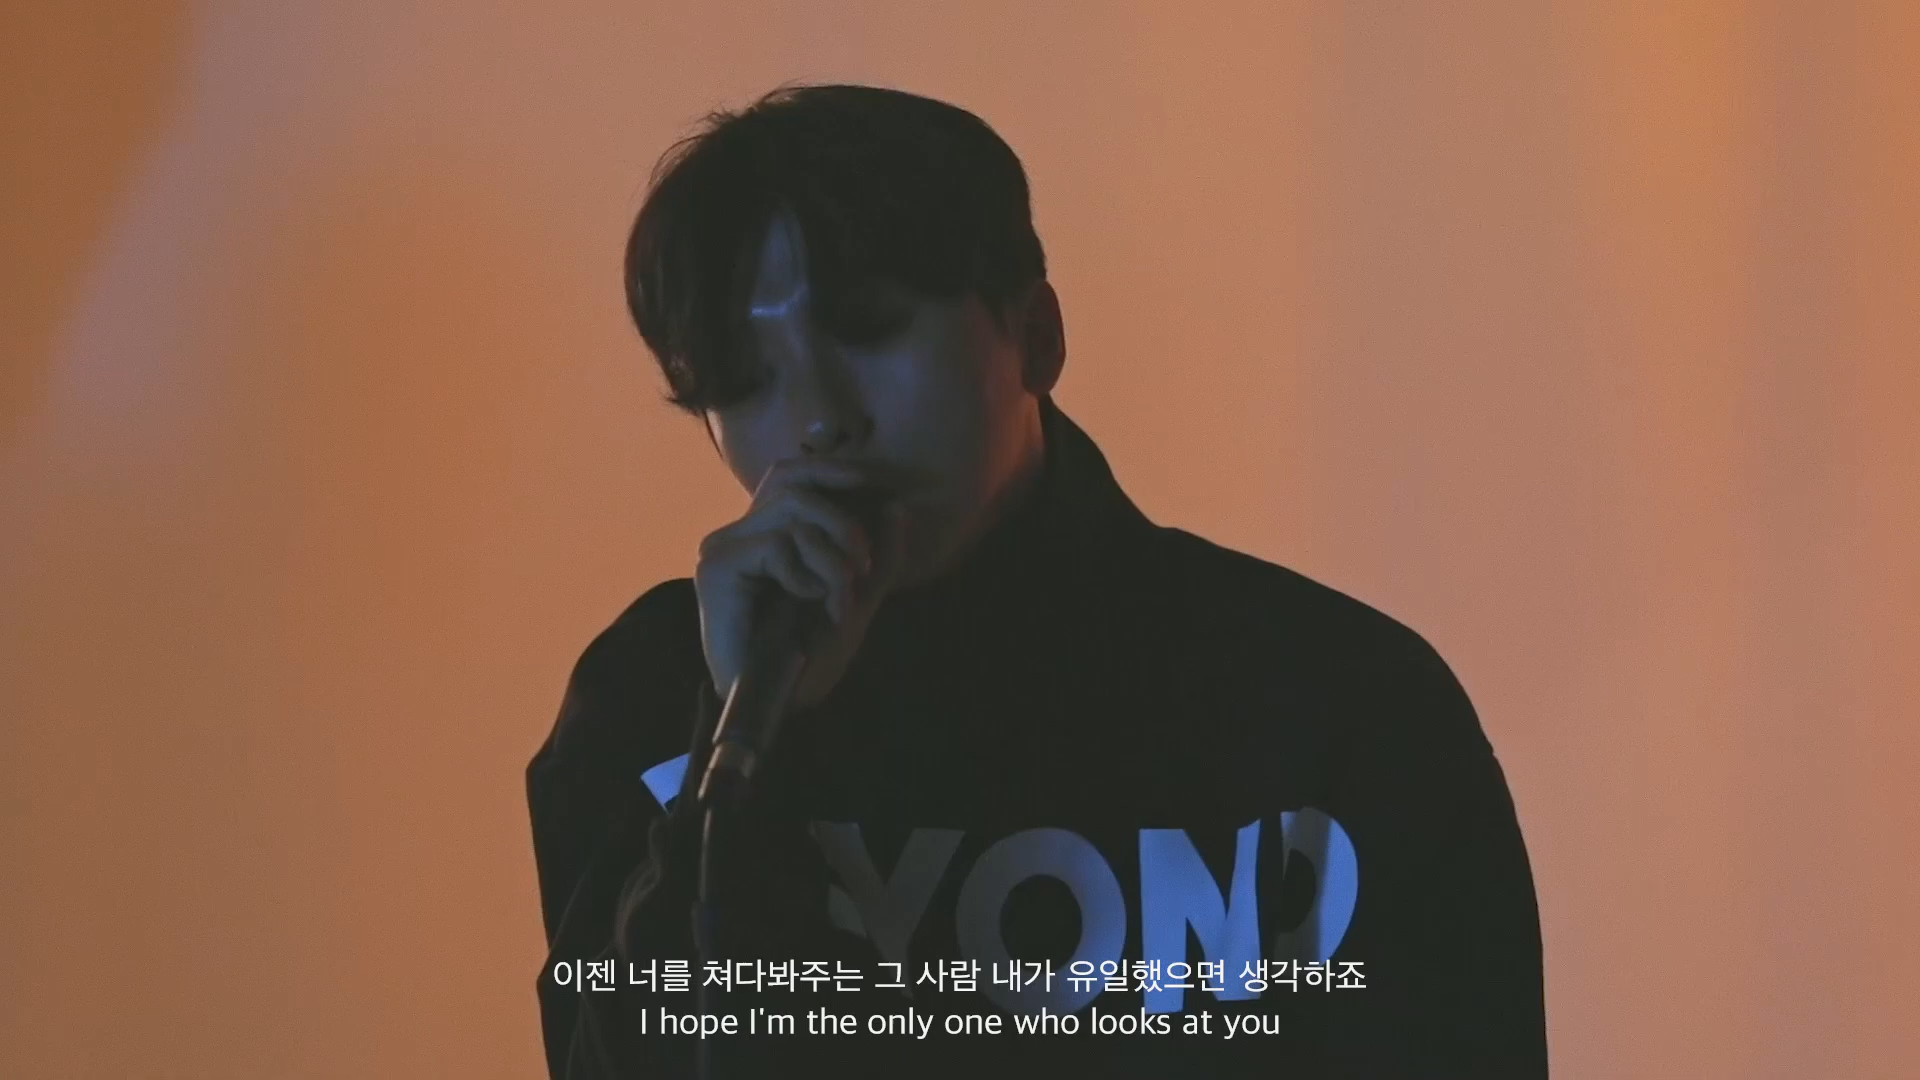 YOND
이젠 너를 쳐다봐주는 그 사람 내가 유일했으면 생각하죠
I hope I'm the only one who looks at you